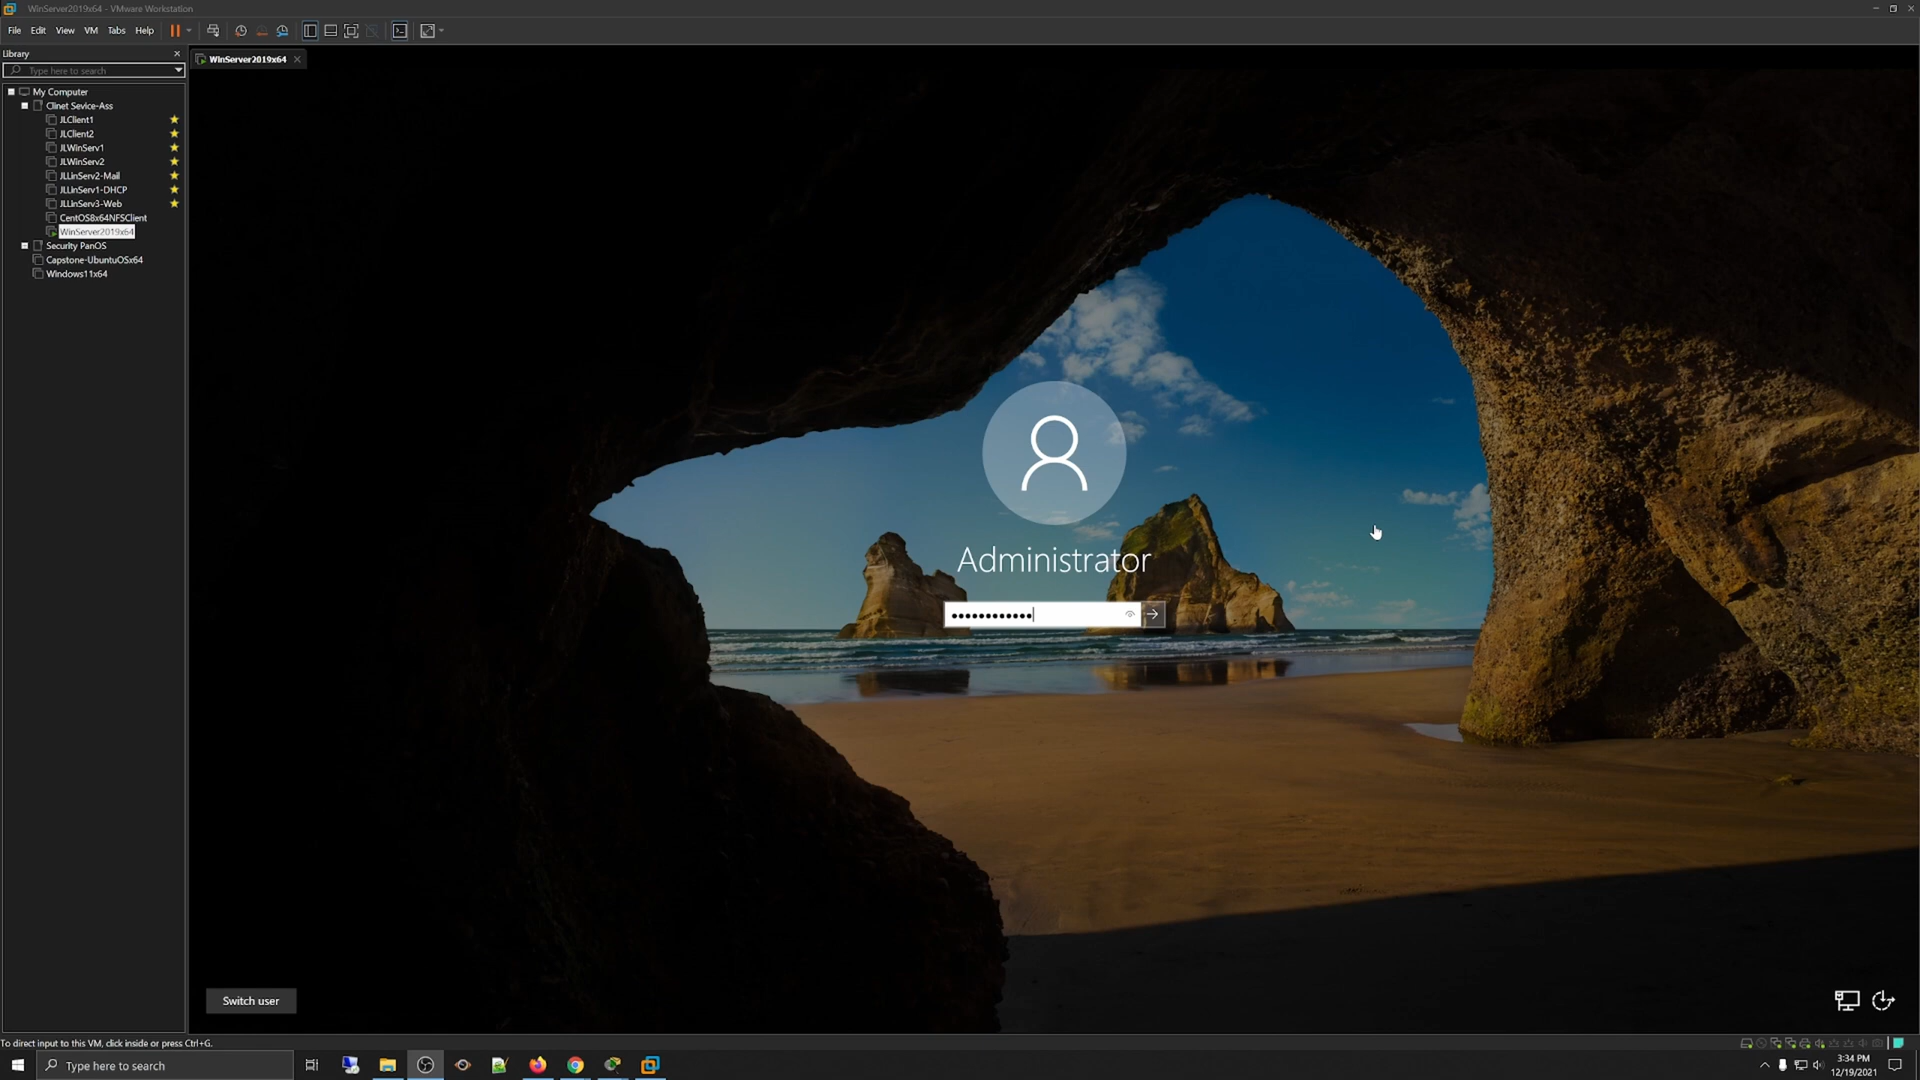 WinServer2019x64 - VMware Workstation
File Edit View VM Tabs Help
Library
Type here to search
WinServer2019x64
My Computer
Clinet Sevice-Ass
JLClient1
JLClient2
JLWinServ1
JLWinServ2
JLLinServ2-Mail
JLLinServ1-DHCP
JLLinServ3-Web
CentOS8x64NFSClient
WinServer2019x64
Security PanOS
Capstone-UbuntuOSx64
Windows11x64
Administrator
Switch user
To direct input to this VM, click inside or press Ctrl+G.
Type here to search
3:34 PM
12/19/2021